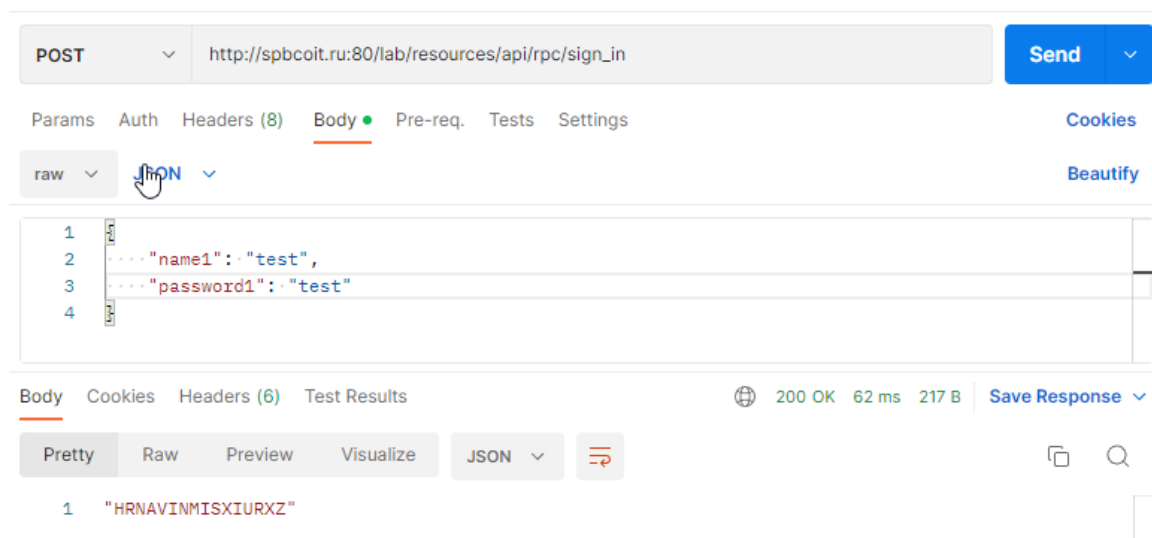 POST http://spbcoit.ru:80/lab/resources/api/rpc/sign_in Send
Params Auth Headers (8) Body Pre-req. Tests Settings Cookies
raw JSON Beautify
1 {
2 ····"name1":·"test",
3 ····"password1":·"test"
4 }
Body Cookies Headers (6) Test Results 200 OK 62 ms 217 B Save Response
Pretty Raw Preview Visualize JSON
1 "HRNAVINMISXIURXZ"